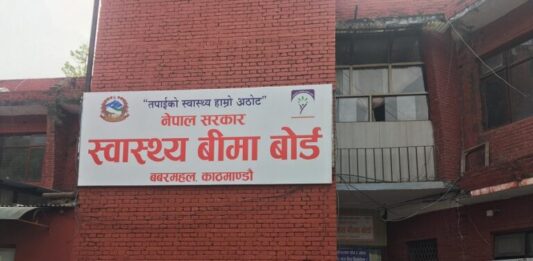 "तपाईको स्वास्थ्य हाम्रो अठोट"
नेपाल सरकार
स्वास्थ्य बीमा बोर्ड
बबरमहल, काठमाण्डौ